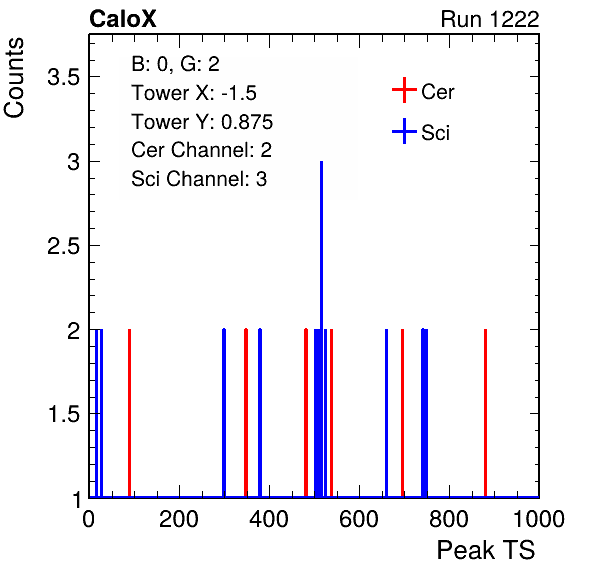 CaloX Run 1222
Counts
B: 0, G: 2
Tower X: -1.5
Tower Y: 0.875
Cer Channel: 2
Sci Channel: 3
Cer
Sci
3.5
3
2.5
2
1.5
1
0 200 400 600 800 1000
Peak TS